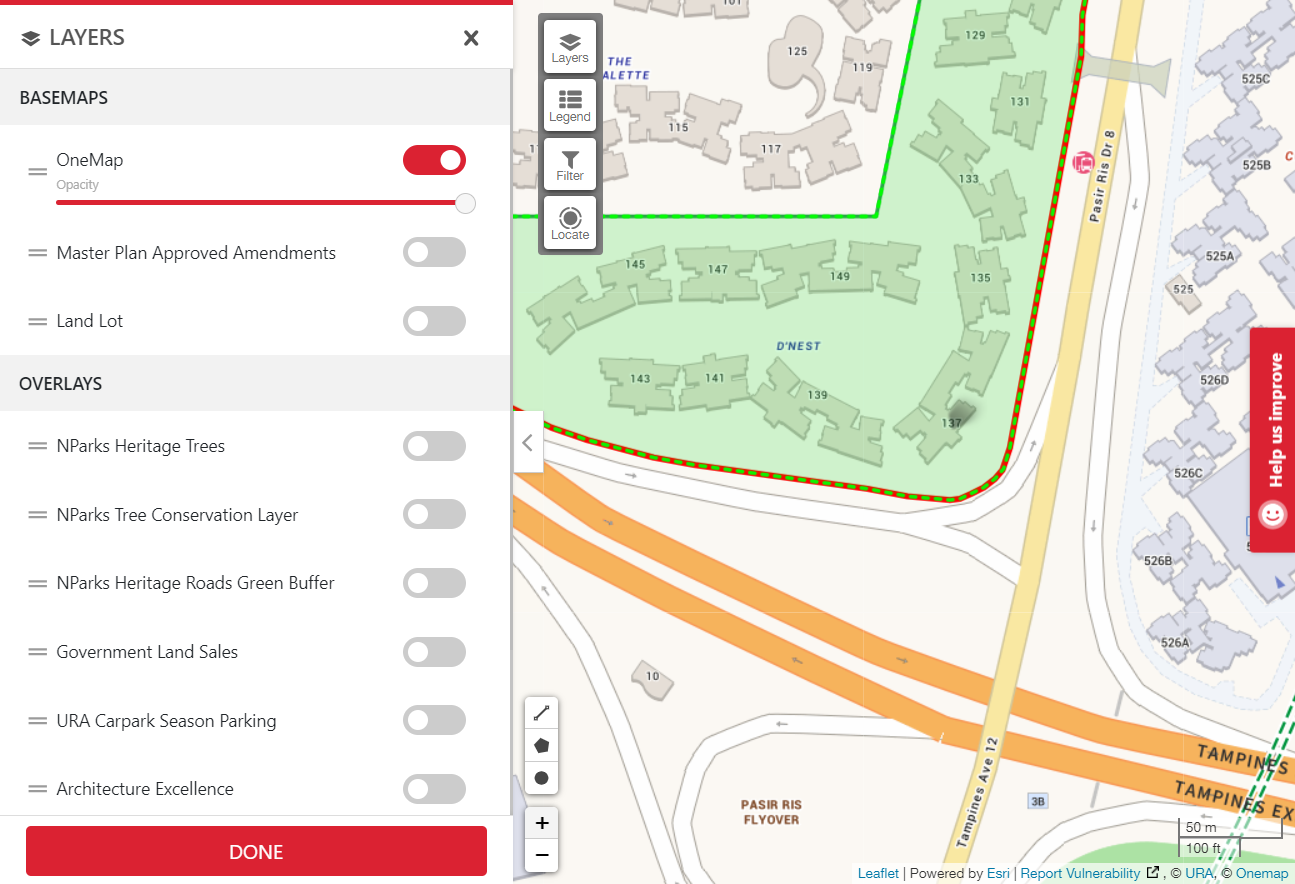 LAYERS
BASEMAPS
OneMap
Opacity
Master Plan Approved Amendments
Land Lot
OVERLAYS
NParks Heritage Trees
NParks Tree Conservation Layer
NParks Heritage Roads Green Buffer
Government Land Sales
URA Carpark Season Parking
Architecture Excellence
DONE
Layers
Legend
Filter
Locate
THE
ALETTE
101
125
119
115
117
129
131
133
135
145
147
149
D'NEST
143
141
139
137
Pasir Ris Dr 8
525C
525B
525A
525
526D
526C
526B
526A
Help us improve
10
PASIR RIS
FLYOVER
Tampines Ave 12
3B
TAMPINES
TAMPINES EX
+
−
50 m
100 ft
Leaflet | Powered by Esri | Report Vulnerability , © URA, © Onemap